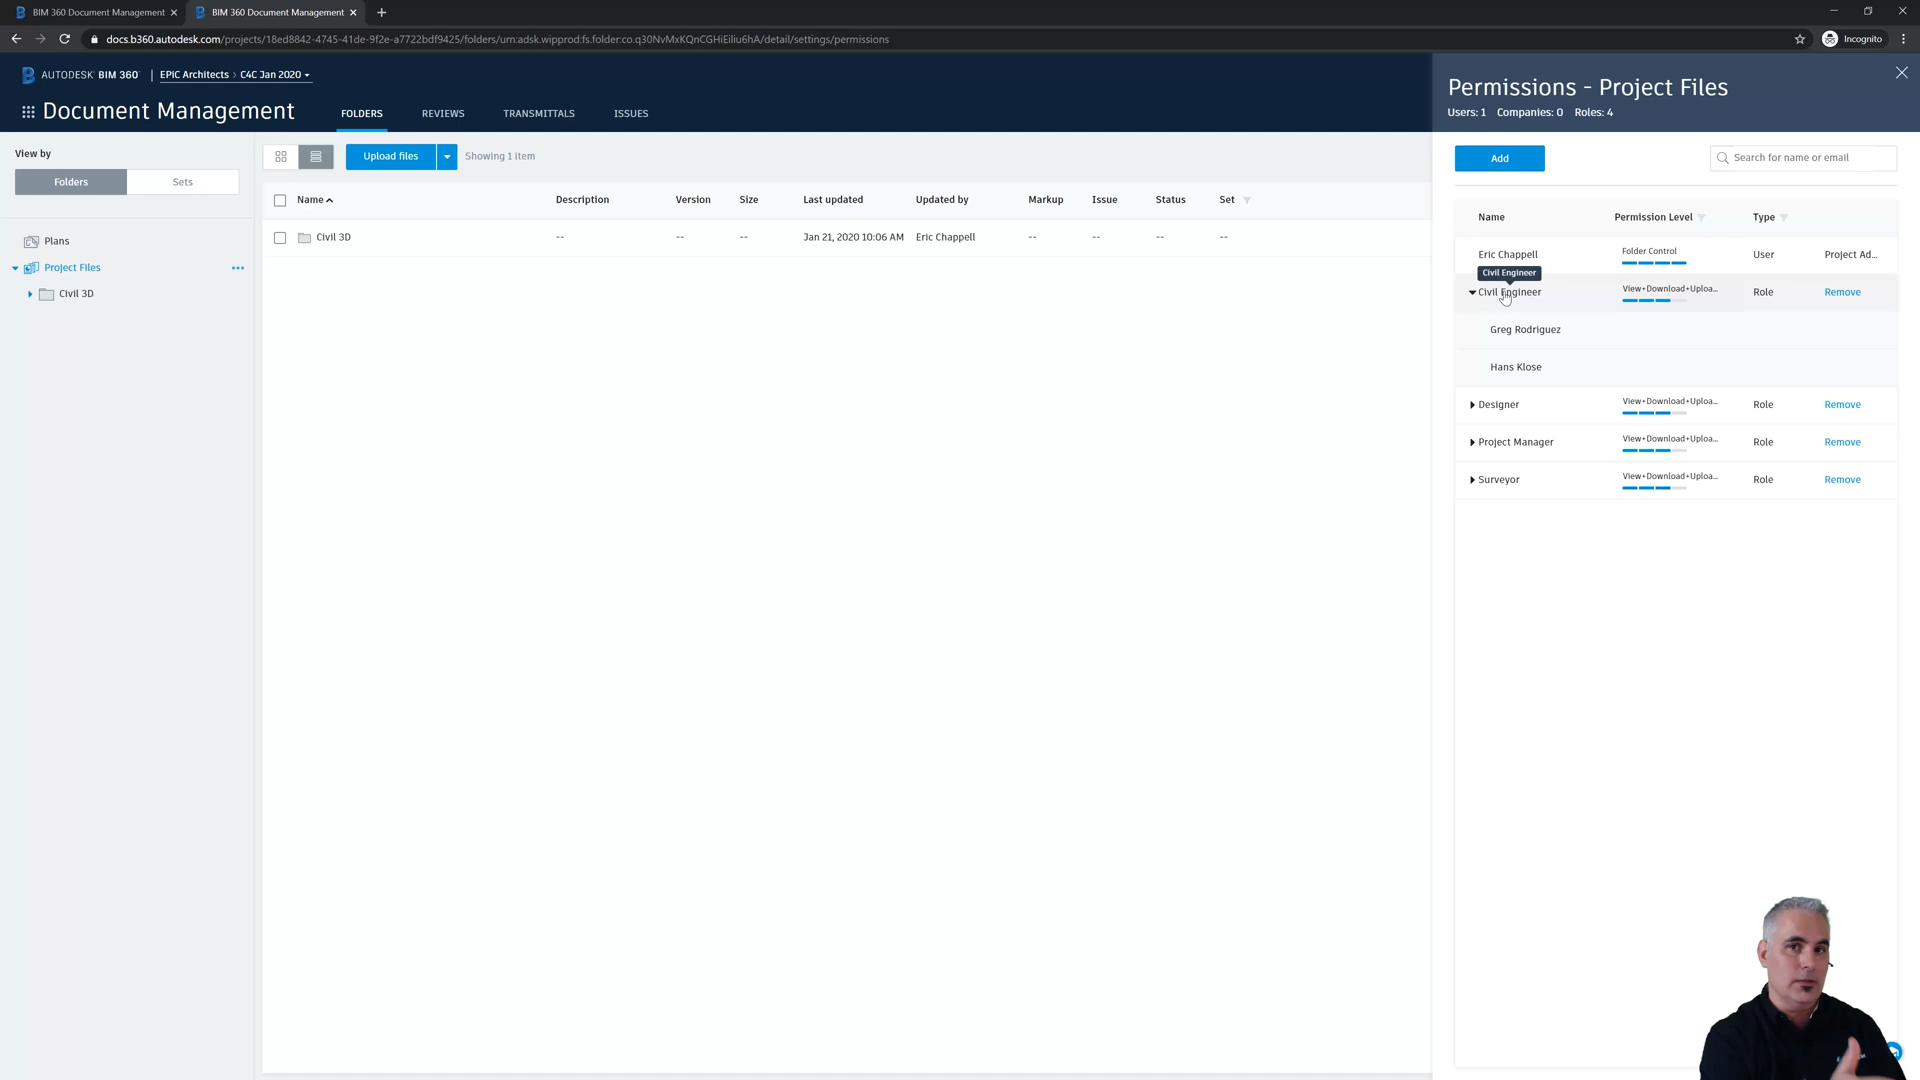 BIM 360 Document Management
BIM 360 Document Management
docs.b360.autodesk.com/projects/18ed8842-4745-41de-9f2e-a7722bdf9425/folders/urn:adsk.wipprod:fs.folder:co.q30NvMxKQnCGHiEiliu6hA/detail/settings/permissions
Incognito
AUTODESK® BIM 360® | EPiC Architects > C4C Jan 2020
Document Management
FOLDERS REVIEWS TRANSMITTALS ISSUES
View by
Folders Sets
Plans
Project Files
Civil 3D
Upload files Showing 1 item
Name Description Version Size Last updated Updated by Markup Issue Status Set
Civil 3D -- -- -- Jan 21, 2020 10:06 AM Eric Chappell -- -- -- --
Permissions - Project Files
Users: 1 Companies: 0 Roles: 4
Add Search for name or email
Name Permission Level Type
Eric Chappell Folder Control User Project Ad...
Civil Engineer
Civil Engineer View+Download+Uploa... Role Remove
Greg Rodriguez
Hans Klose
Designer View+Download+Uploa... Role Remove
Project Manager View+Download+Uploa... Role Remove
Surveyor View+Download+Uploa... Role Remove